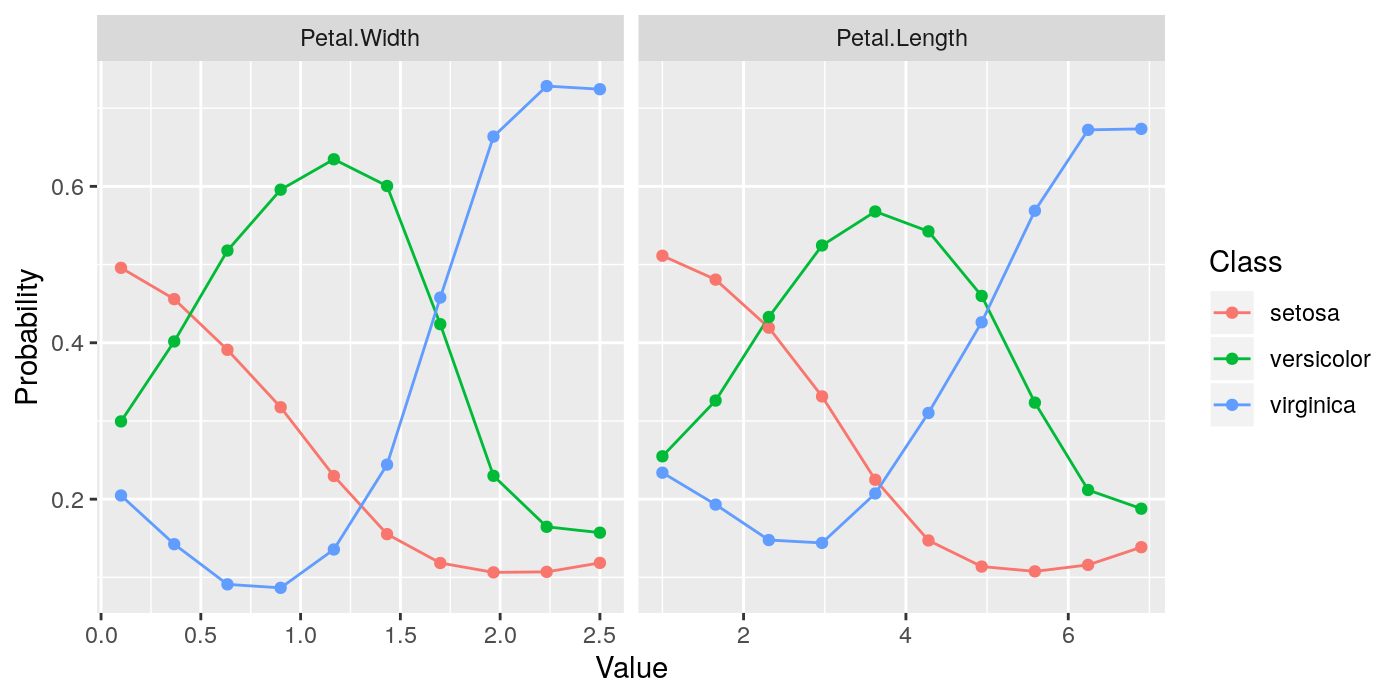 Petal.Width
Petal.Length
Probability
0.6
0.4
0.2
0.0 0.5 1.0 1.5 2.0 2.5
2 4 6
Value
Class
setosa
versicolor
virginica